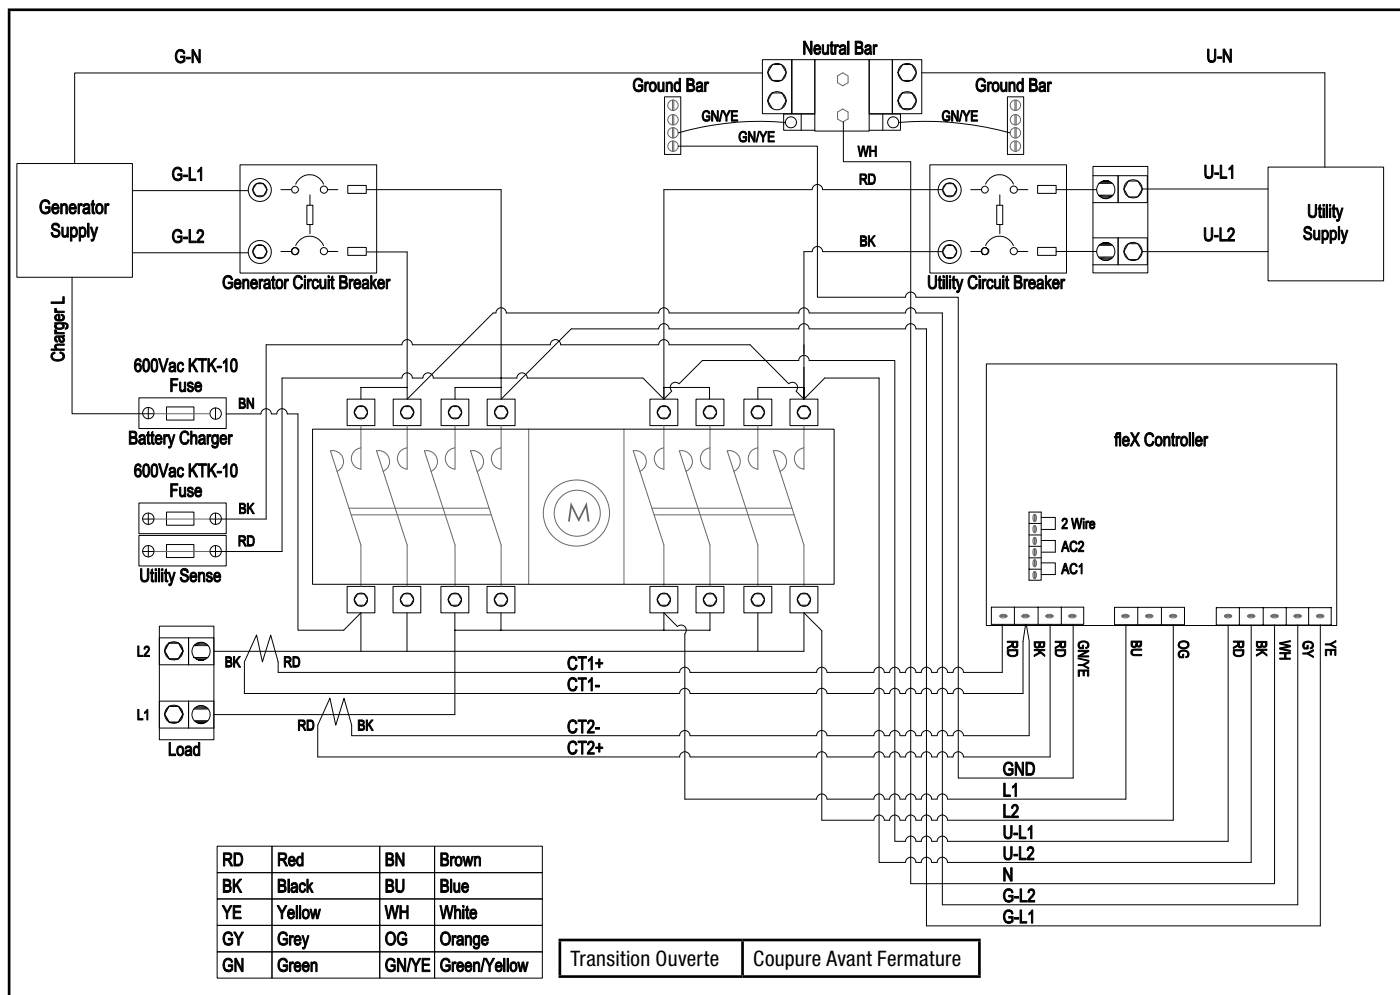 G-N
Neutral Bar
U-N
Ground Bar
Ground Bar
GN/YE
GN/YE
GN/YE
WH
G-L1
RD
U-L1
Generator
Supply
Utility
Supply
G-L2
BK
U-L2
Generator Circuit Breaker
Utility Circuit Breaker
Charger L
600Vac KTK-10
Fuse
BN
Battery Charger
fleX Controller
600Vac KTK-10
Fuse
BK
M
2 Wire
RD
AC2
Utility Sense
AC1
L2
BK
RD
CT1+
CT1-
RD
BK
RD
GN/YE
BU
OG
RD
BK
WH
GY
YE
L1
RD
BK
CT2-
CT2+
Load
GND
L1
L2
U-L1
U-L2
N
G-L2
G-L1
RD Red BN Brown
BK Black BU Blue
YE Yellow WH White
GY Grey OG Orange
GN Green GN/YE Green/Yellow
Transition Ouverte Coupure Avant Fermature